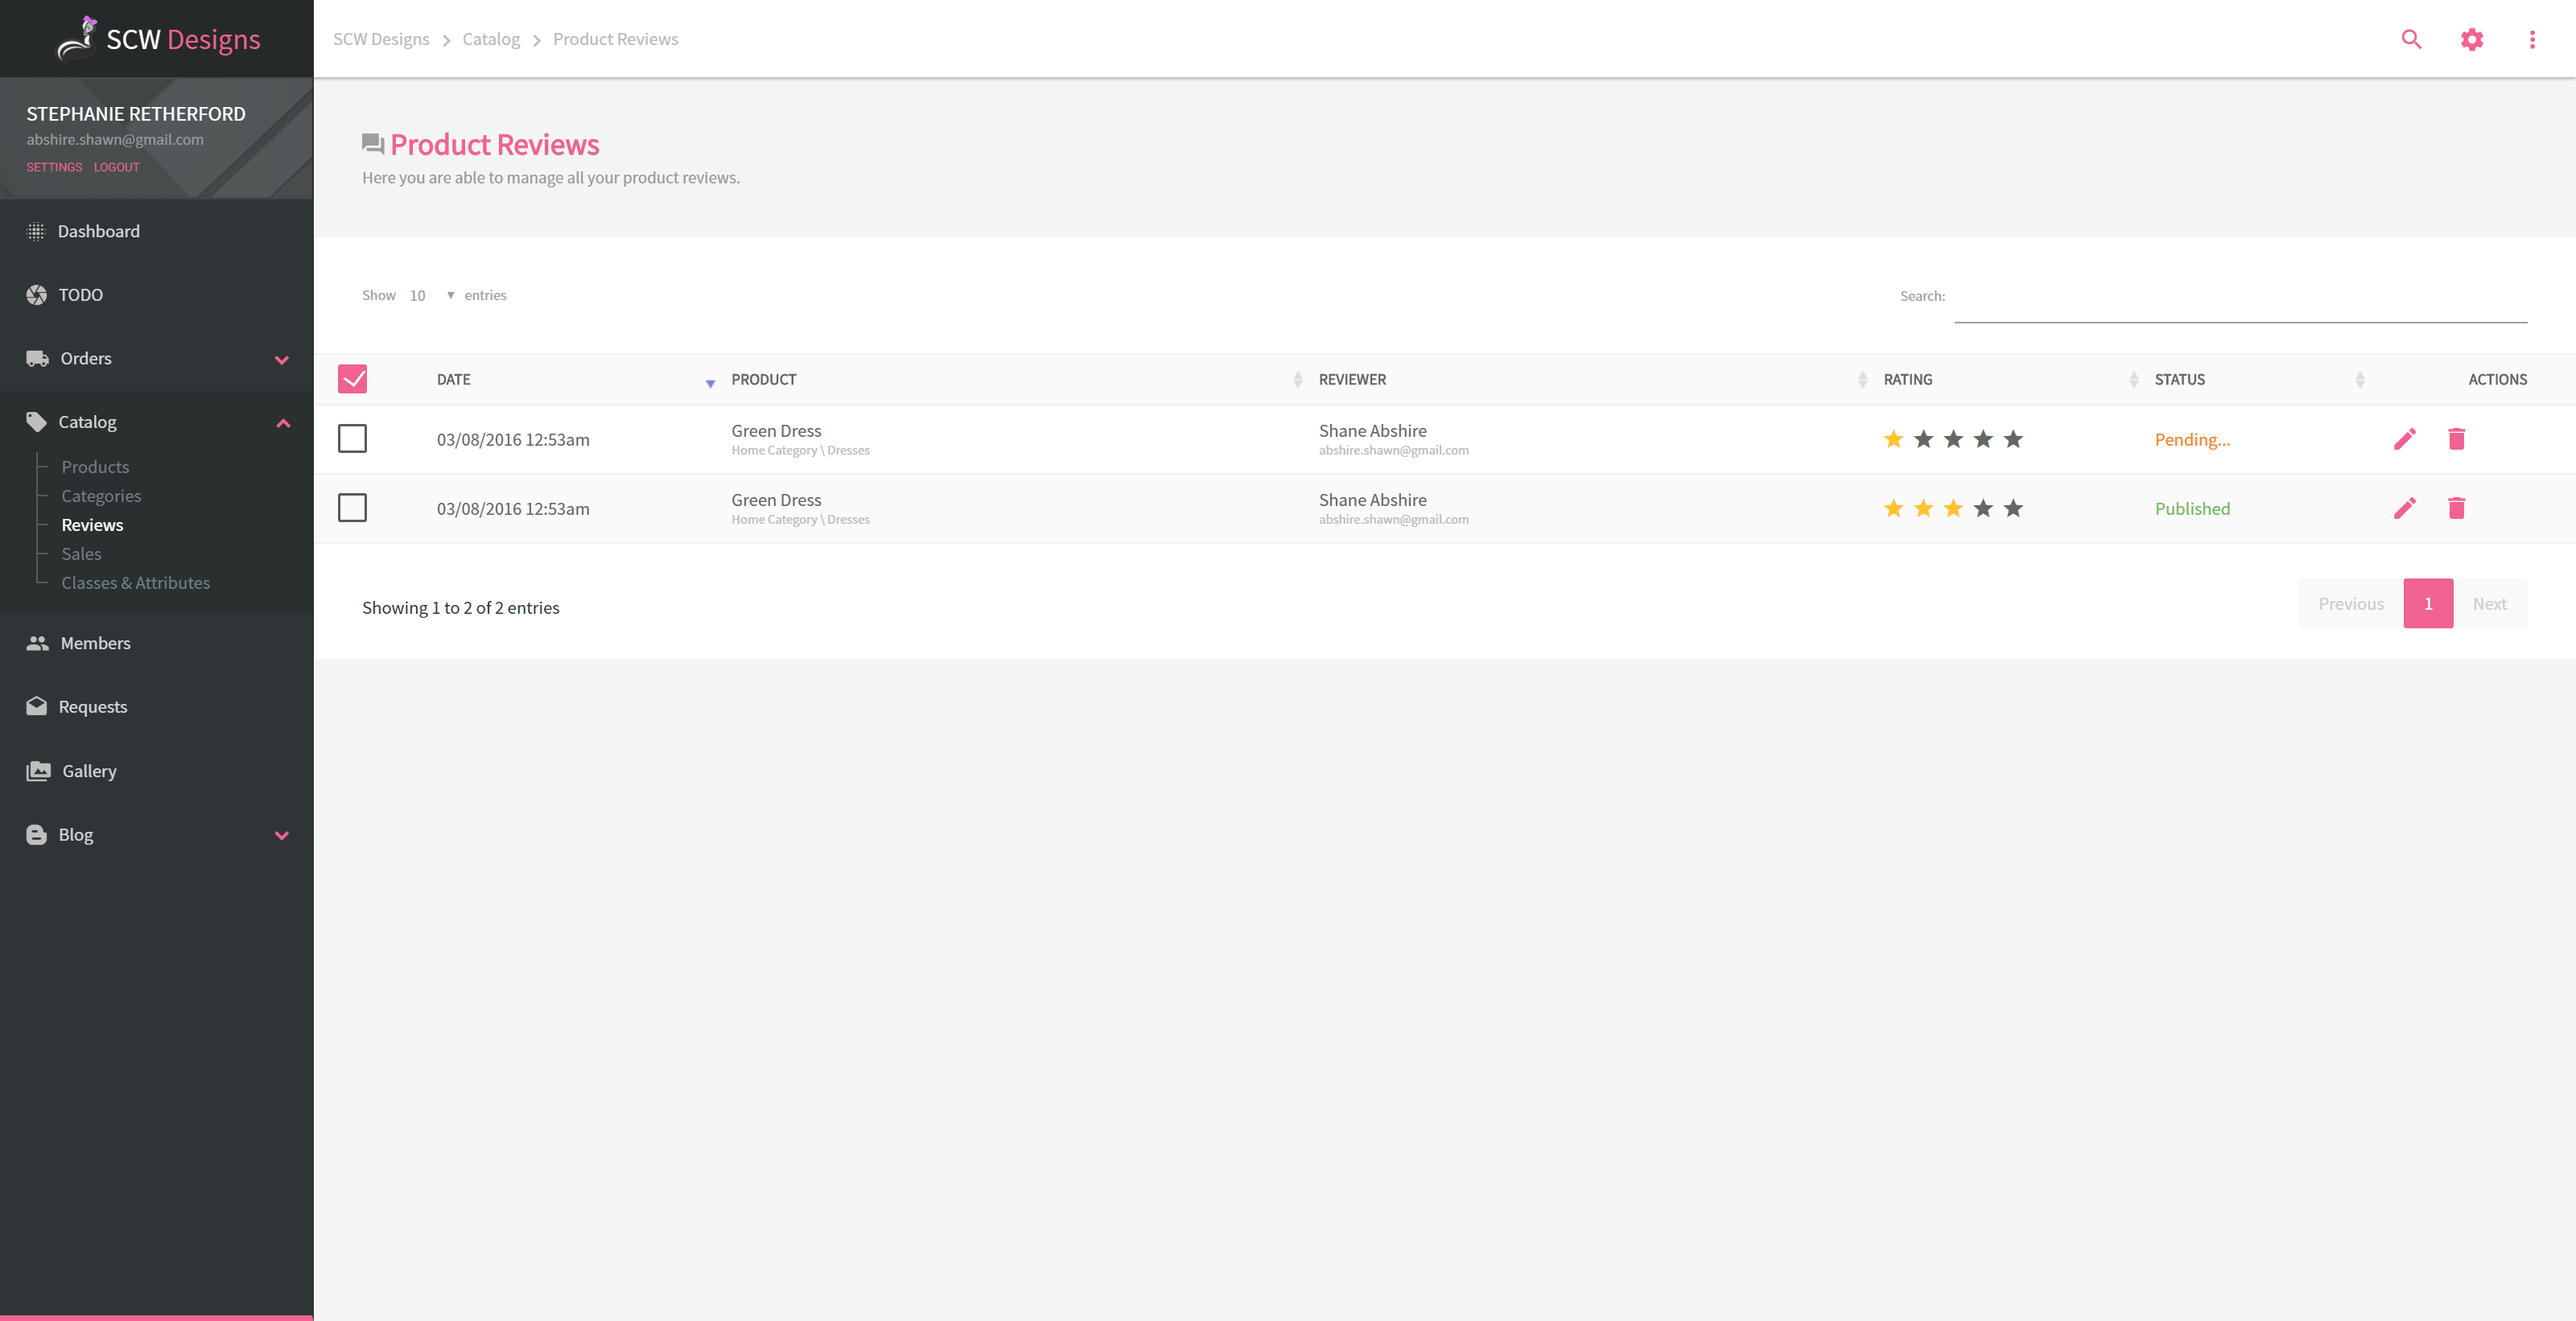 SCW Designs
STEPHANIE RETHERFORD
abshire.shawn@gmail.com
SETTINGS LOGOUT
Dashboard
TODO
Orders
Catalog
Products
Categories
Reviews
Sales
Classes & Attributes
Members
Requests
Gallery
Blog
SCW Designs Catalog Product Reviews
Product Reviews
Here you are able to manage all your product reviews.
Show 10 entries
Search:
DATE PRODUCT REVIEWER RATING STATUS ACTIONS
03/08/2016 12:53am Green Dress Shane Abshire Pending...
Home Category \ Dresses abshire.shawn@gmail.com
03/08/2016 12:53am Green Dress Shane Abshire Published
Home Category \ Dresses abshire.shawn@gmail.com
Showing 1 to 2 of 2 entries
Previous 1 Next